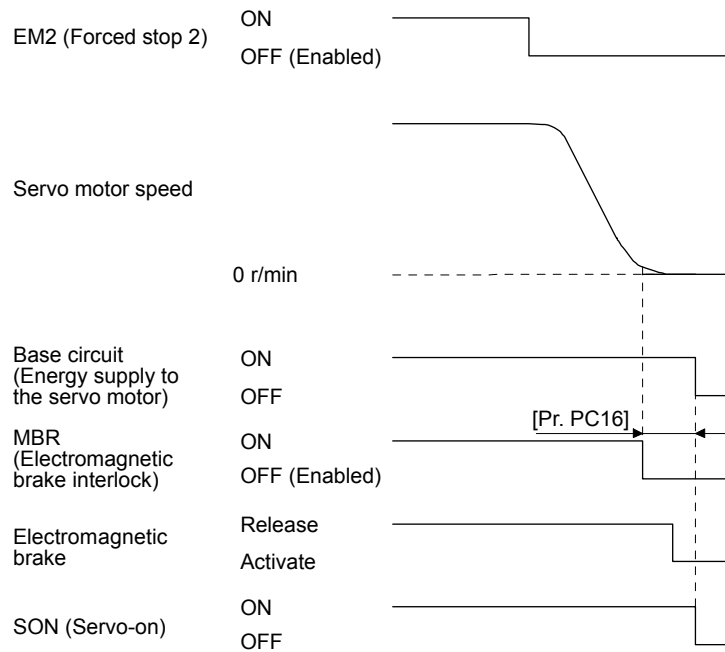 ON
EM2 (Forced stop 2)
OFF (Enabled)
Servo motor speed
0 r/min
Base circuit
(Energy supply to
the servo motor)
ON
OFF
[Pr. PC16]
MBR
(Electromagnetic
brake interlock)
ON
OFF (Enabled)
Electromagnetic
brake
Release
Activate
SON (Servo-on)
ON
OFF